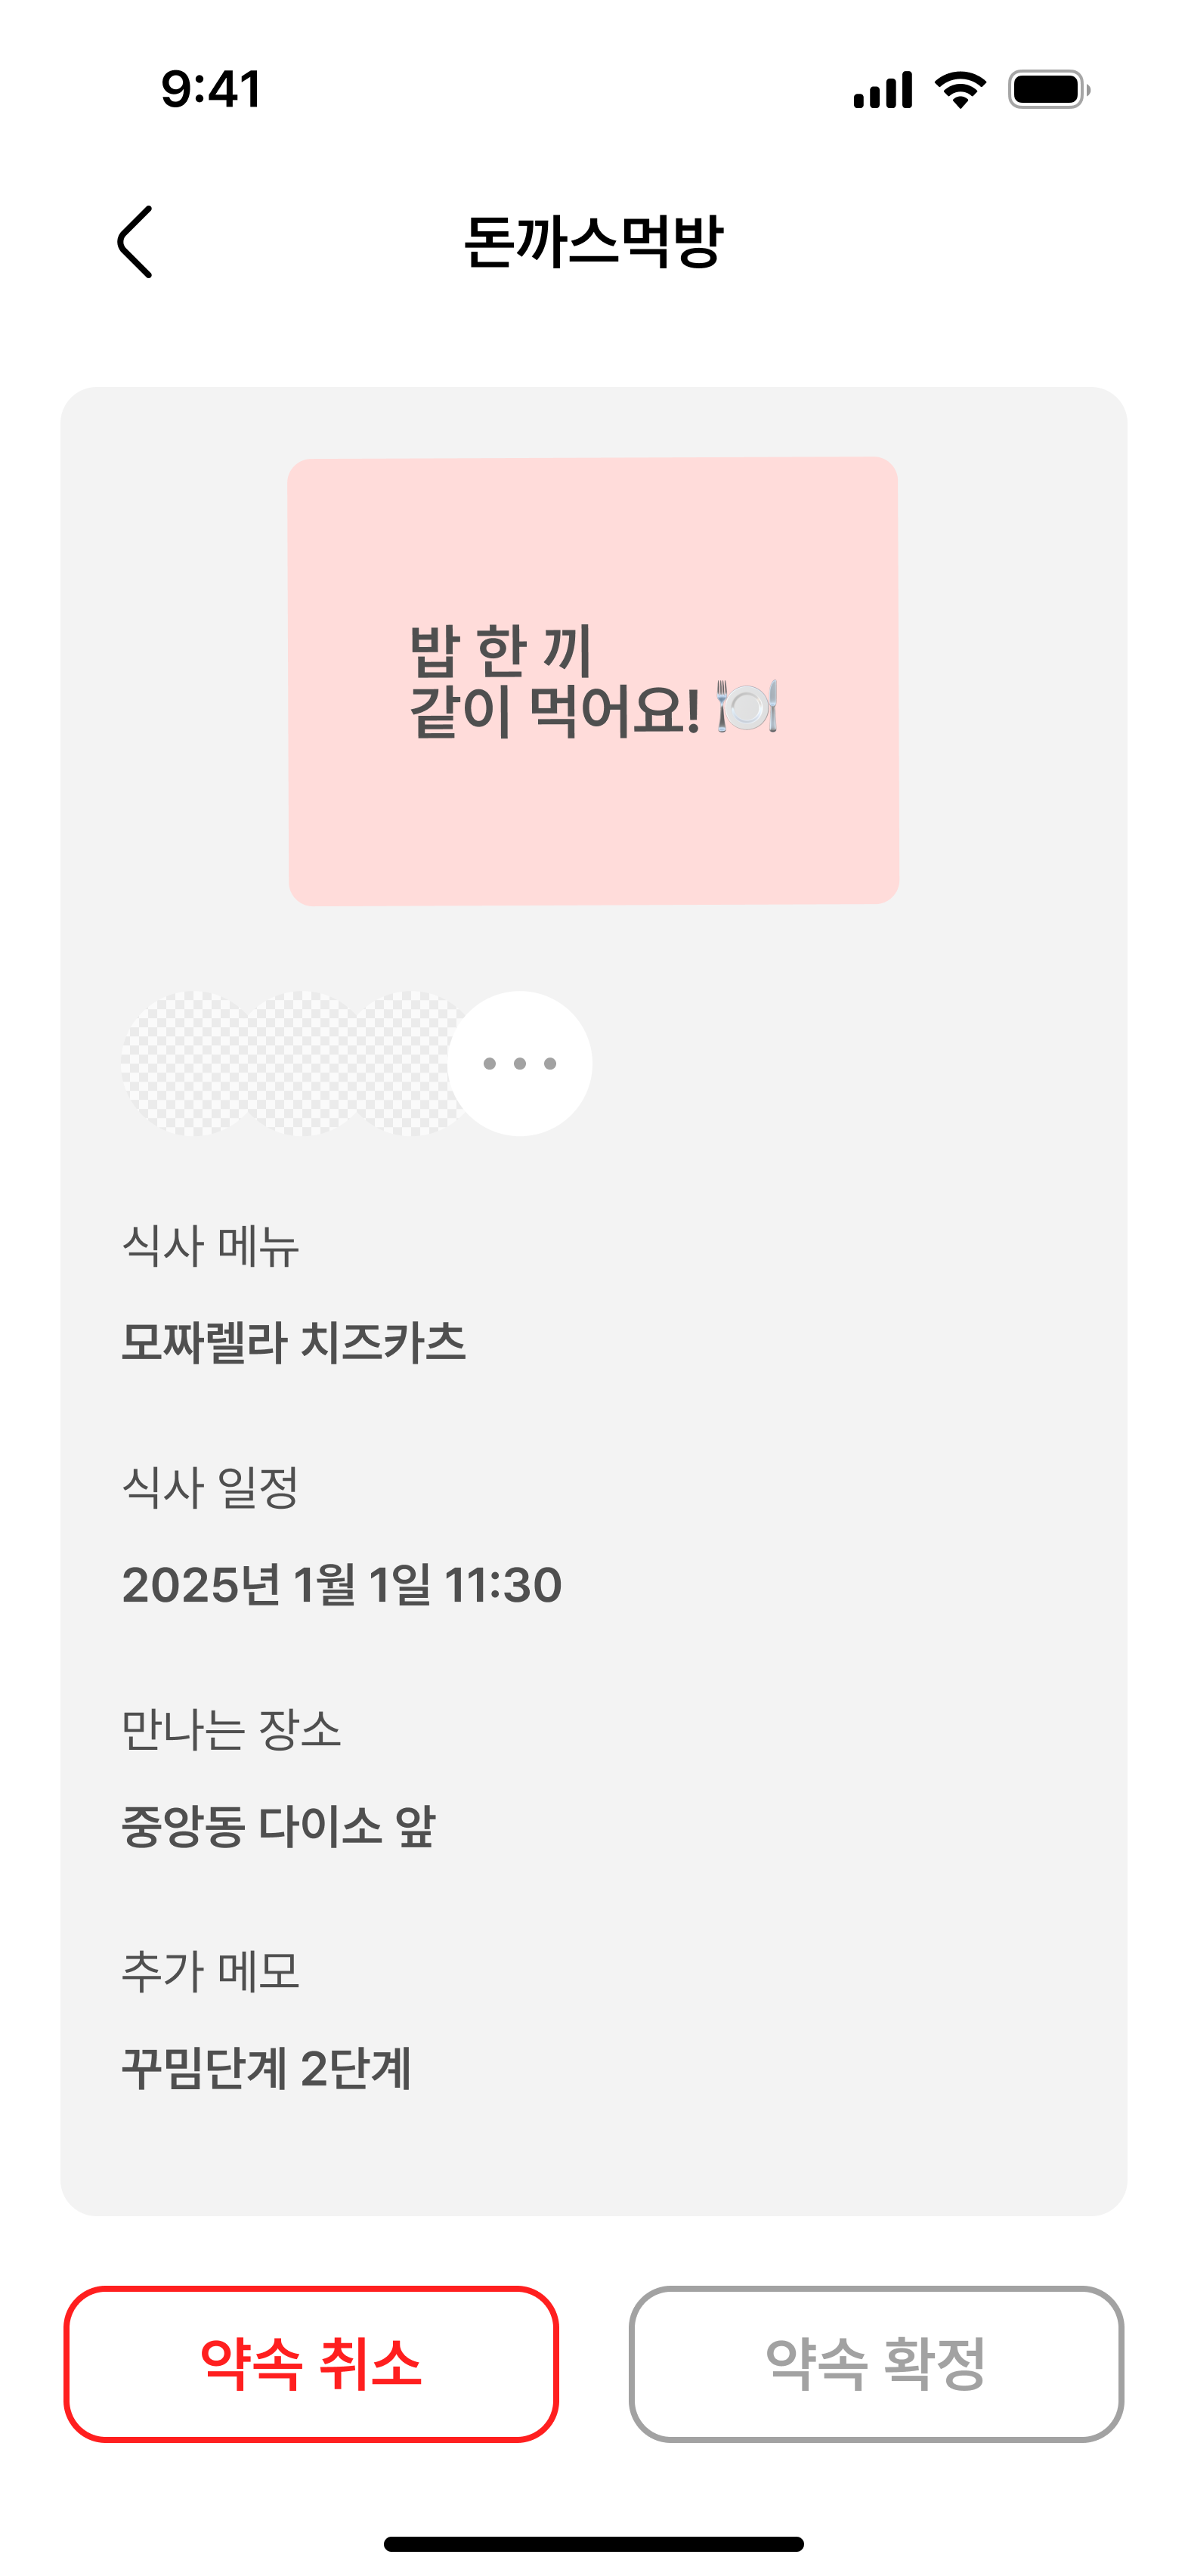 9:41
돈까스먹방
밥 한 끼
같이 먹어요! 🍽️
식사 메뉴
모짜렐라 치즈카츠
식사 일정
2025년 1월 1일 11:30
만나는 장소
중앙동 다이소 앞
추가 메모
꾸밈단계 2단계
약속 취소
약속 확정